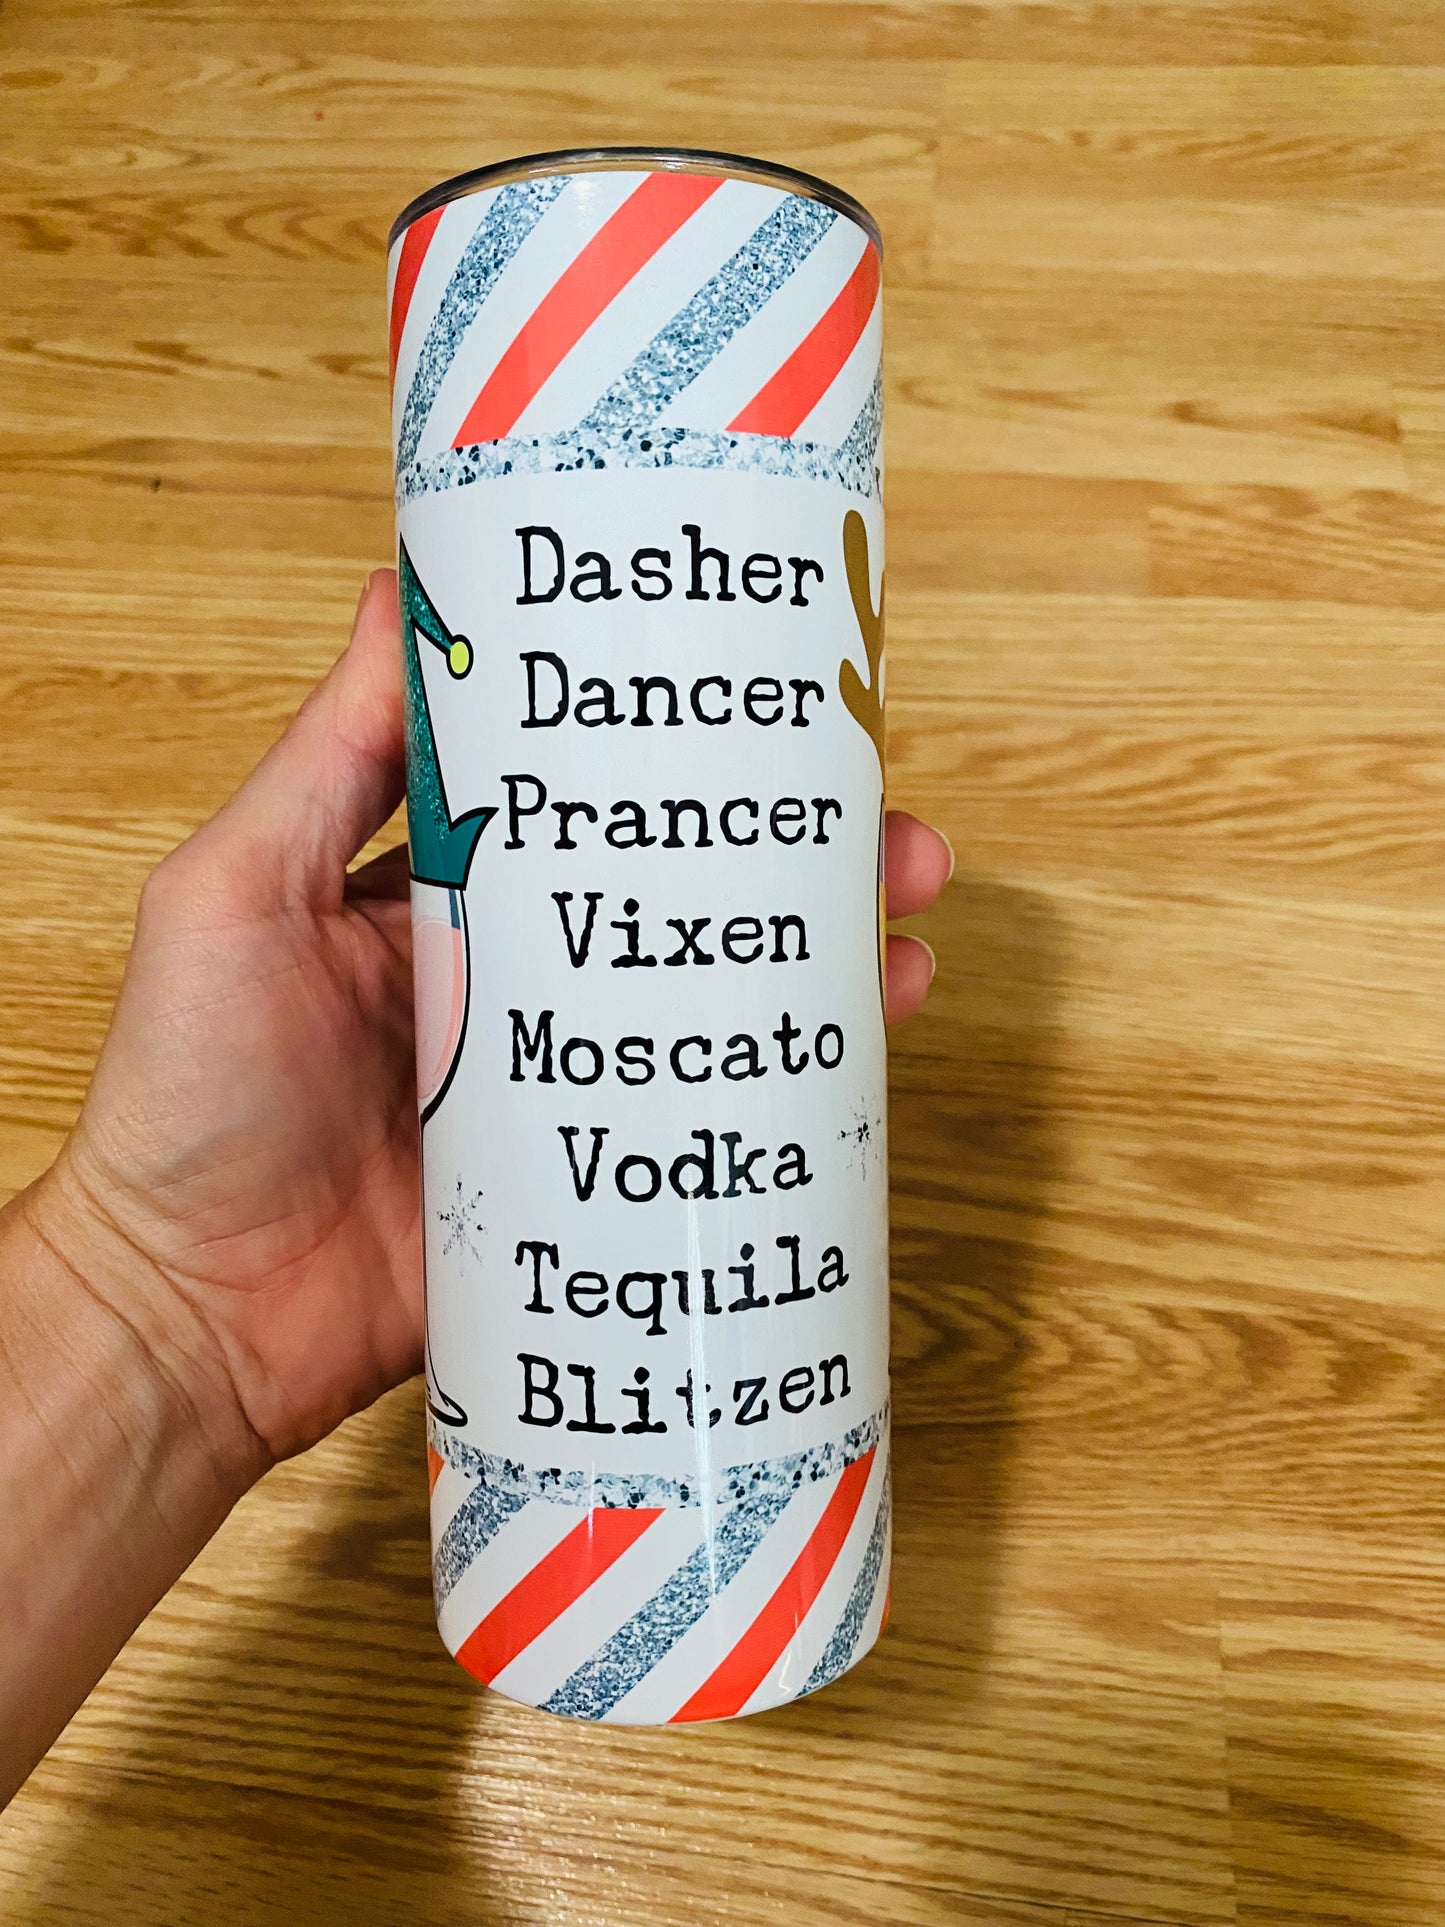 Dasher
Dancer
Prancer
Vixen
Moscato
Vodka
Tequila
Blitzen